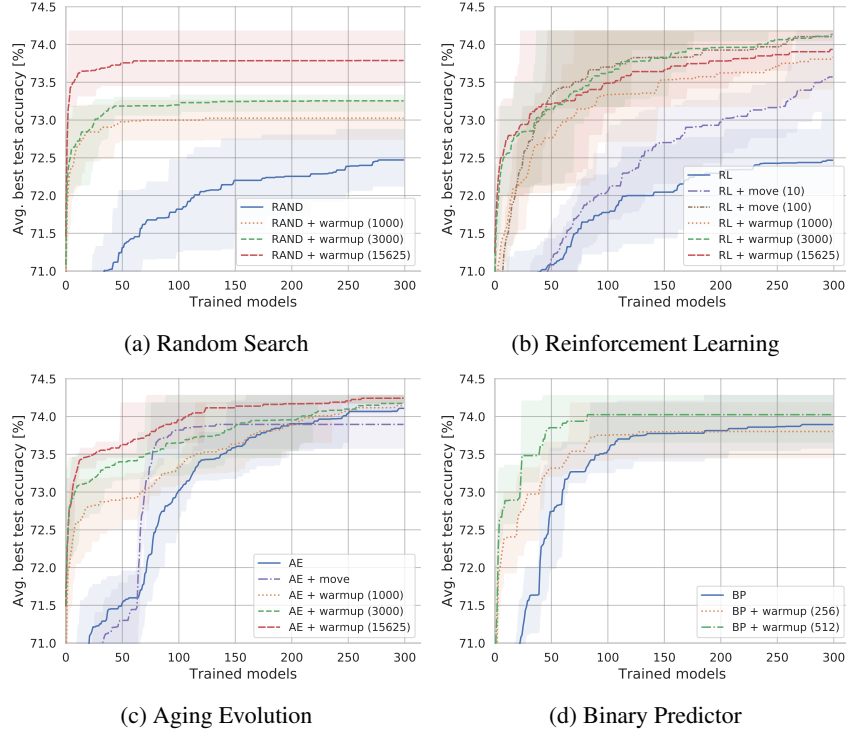 Avg. best test accuracy [%]
74.5
74.0
73.5
73.0
72.5
72.0
71.5
71.0
0 50 100 150 200 250 300
Trained models
RAND
RAND + warmup (1000)
RAND + warmup (3000)
RAND + warmup (15625)
(a) Random Search
Avg. best test accuracy [%]
74.5
74.0
73.5
73.0
72.5
72.0
71.5
71.0
0 50 100 150 200 250 300
Trained models
RL
RL + move (10)
RL + move (100)
RL + warmup (1000)
RL + warmup (3000)
RL + warmup (15625)
(b) Reinforcement Learning
Avg. best test accuracy [%]
74.5
74.0
73.5
73.0
72.5
72.0
71.5
71.0
0 50 100 150 200 250 300
Trained models
AE
AE + move
AE + warmup (1000)
AE + warmup (3000)
AE + warmup (15625)
(c) Aging Evolution
Avg. best test accuracy [%]
74.5
74.0
73.5
73.0
72.5
72.0
71.5
71.0
0 50 100 150 200 250 300
Trained models
BP
BP + warmup (256)
BP + warmup (512)
(d) Binary Predictor